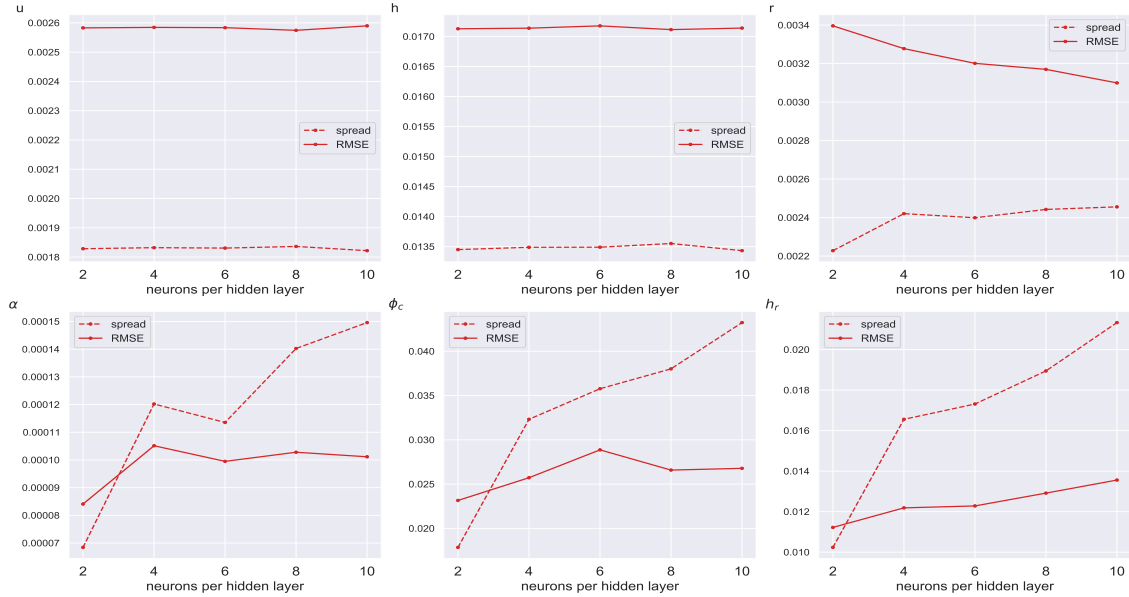 u
0.0026
0.0025
0.0024
0.0023
0.0022
0.0021
0.0020
0.0019
0.0018
spread
RMSE
2 4 6 8 10
neurons per hidden layer
h
0.0170
0.0165
0.0160
0.0155
0.0150
0.0145
0.0140
0.0135
spread
RMSE
2 4 6 8 10
neurons per hidden layer
r
0.0034
0.0032
0.0030
0.0028
0.0026
0.0024
0.0022
spread
RMSE
2 4 6 8 10
neurons per hidden layer
α
0.00015
0.00014
0.00013
0.00012
0.00011
0.00010
0.00009
0.00008
0.00007
spread
RMSE
2 4 6 8 10
neurons per hidden layer
ϕ_c
0.040
0.035
0.030
0.025
0.020
spread
RMSE
2 4 6 8 10
neurons per hidden layer
h_r
0.020
0.018
0.016
0.014
0.012
0.010
spread
RMSE
2 4 6 8 10
neurons per hidden layer